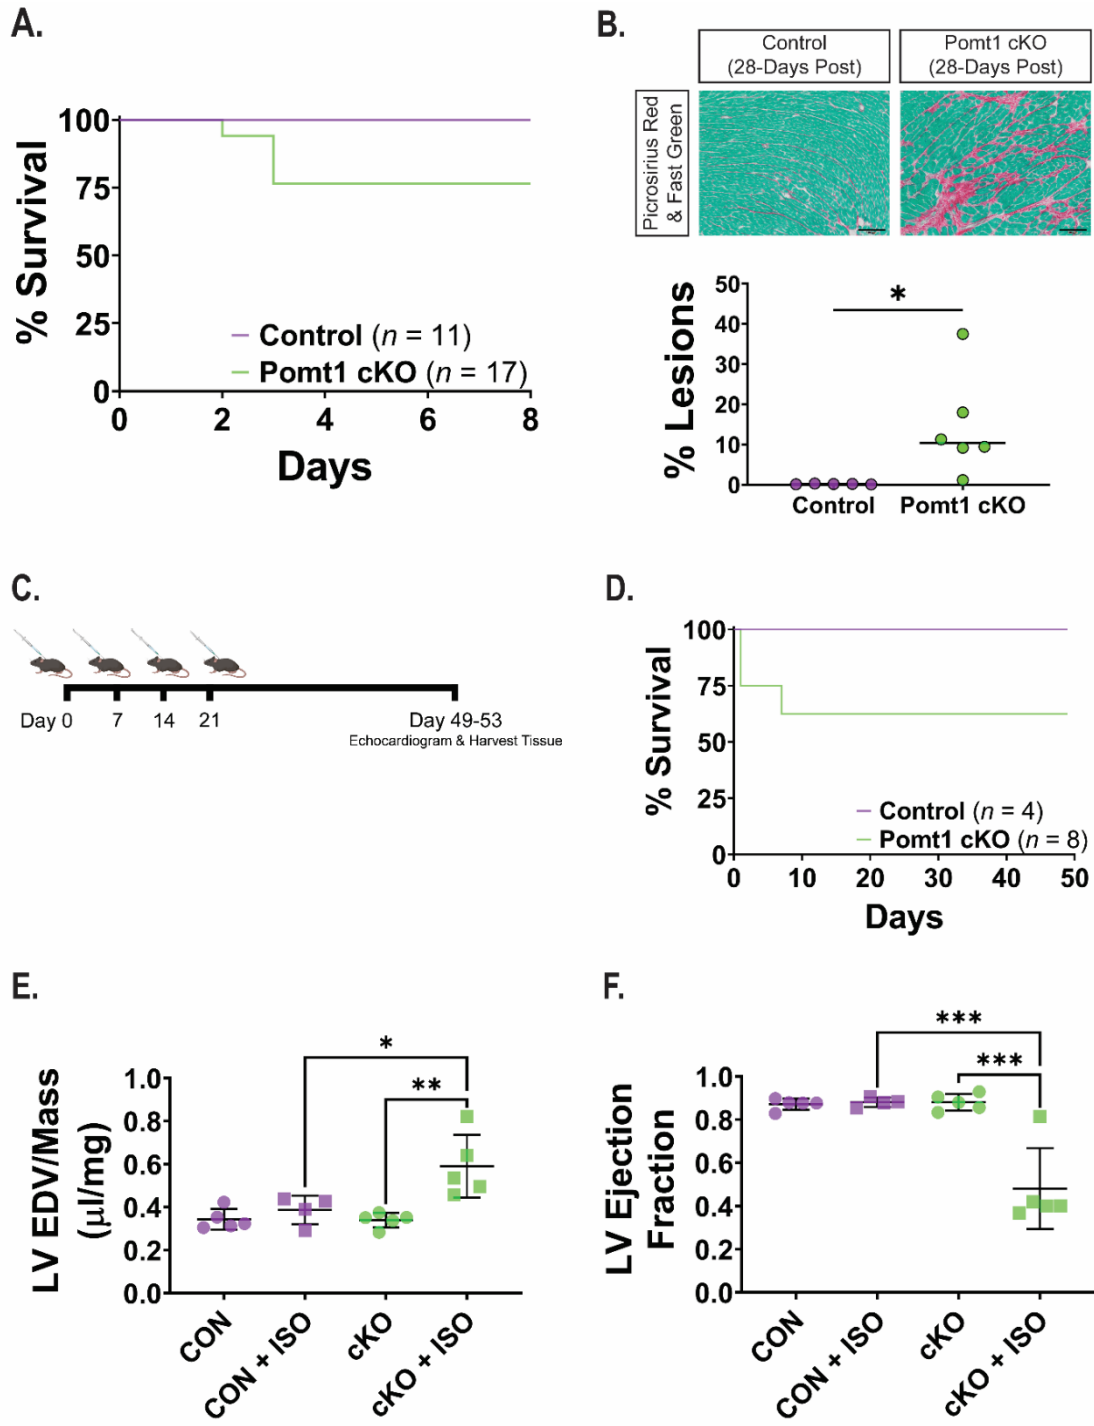 A.
100
75
50
25
0
% Survival
Control (n = 11)
Pomt1 cKO (n = 17)
0 2 4 6 8
Days
B.
Control
(28-Days Post)
Pomt1 cKO
(28-Days Post)
Picrosirius Red
& Fast Green
50
40
30
20
10
0
% Lesions
*
Control Pomt1 cKO
C.
Day 0 7 14 21 Day 49-53
Echocardiogram & Harvest Tissue
D.
100
75
50
25
0
% Survival
Control (n = 4)
Pomt1 cKO (n = 8)
0 10 20 30 40 50
Days
E.
LV EDV/Mass
(μl/mg)
1.0
0.8
0.6
0.4
0.2
0.0
*
**
CON
CON + ISO
cKO
cKO + ISO
F.
LV Ejection
Fraction
1.0
0.8
0.6
0.4
0.2
0.0
***
***
CON
CON + ISO
cKO
cKO + ISO